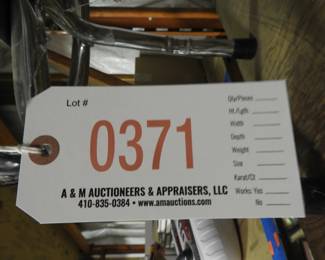 Lot #
0371
A & M AUCTIONEERS & APPRAISERS, LLC
410-835-0384 • www.amauctions.com
Qty/Pieces
Ht./Lgth.
Width
Depth
Weight
Size
Karat/Ct
Works: Yes
No